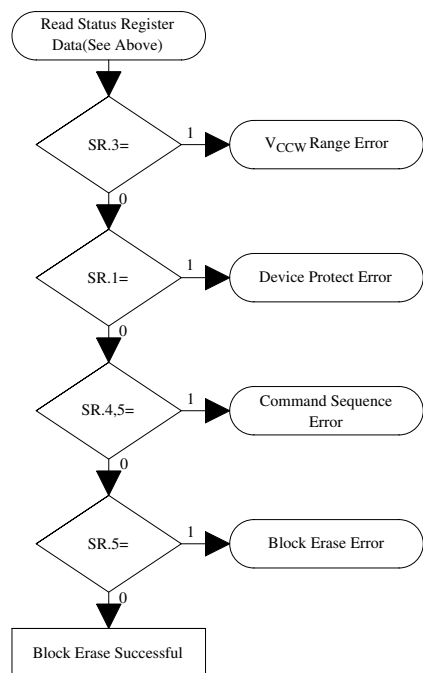 Read Status Register
Data(See Above)
SR.3=
1
VCCW Range Error
0
SR.1=
1
Device Protect Error
0
SR.4,5=
1
Command Sequence
Error
0
SR.5=
1
Block Erase Error
0
Block Erase Successful